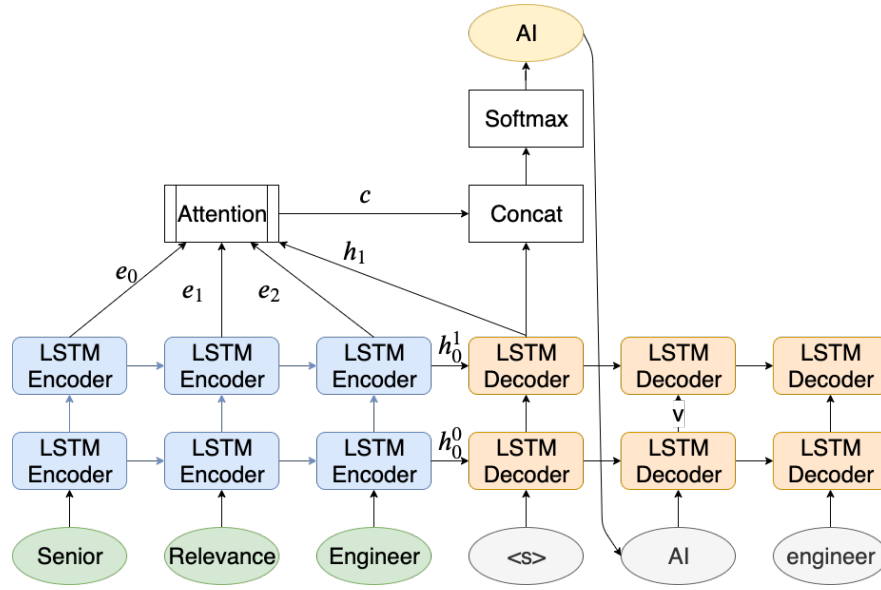 AI
Softmax
Attention
c
Concat
e₀
e₁
e₂
h₁
LSTM
Encoder
LSTM
Encoder
LSTM
Encoder
h₀¹
LSTM
Decoder
LSTM
Decoder
LSTM
Decoder
v
LSTM
Encoder
LSTM
Encoder
LSTM
Encoder
h₀⁰
LSTM
Decoder
LSTM
Decoder
LSTM
Decoder
Senior
Relevance
Engineer
<s>
AI
engineer